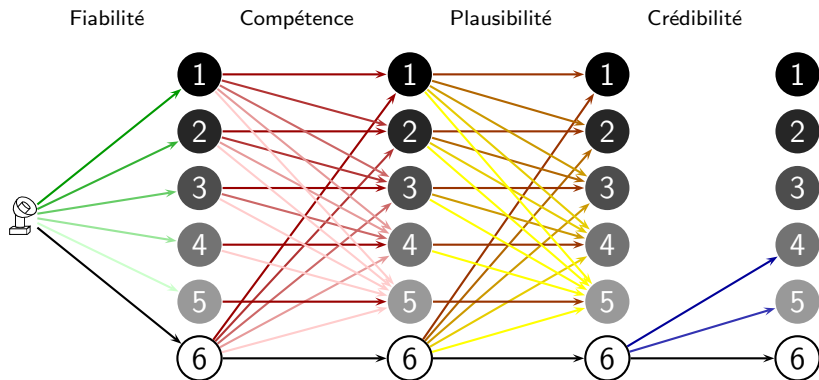 Fiabilité Compétence Plausibilité Crédibilité
1 1 1 1
2 2 2 2
3 3 3 3
4 4 4 4
5 5 5 5
6 6 6 6